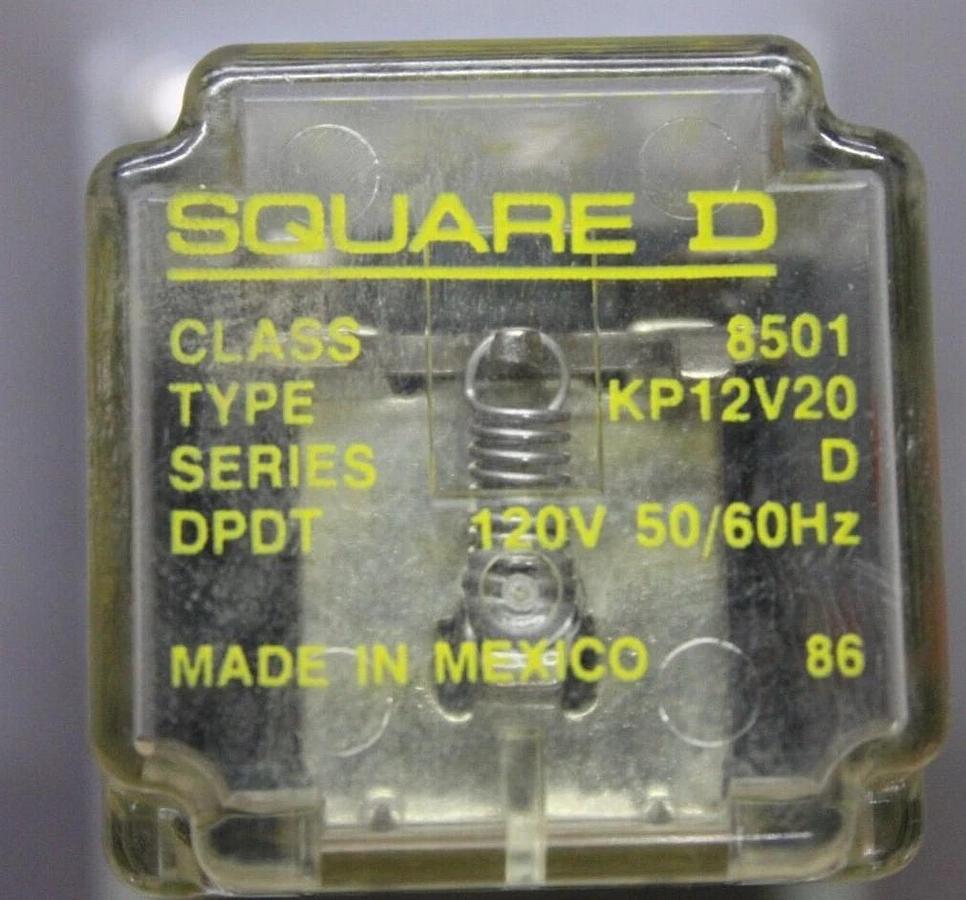 SQUARE D
CLASS 8501
TYPE KP12V20
SERIES D
DPDT 120V 50/60Hz
MADE IN MEXICO 86